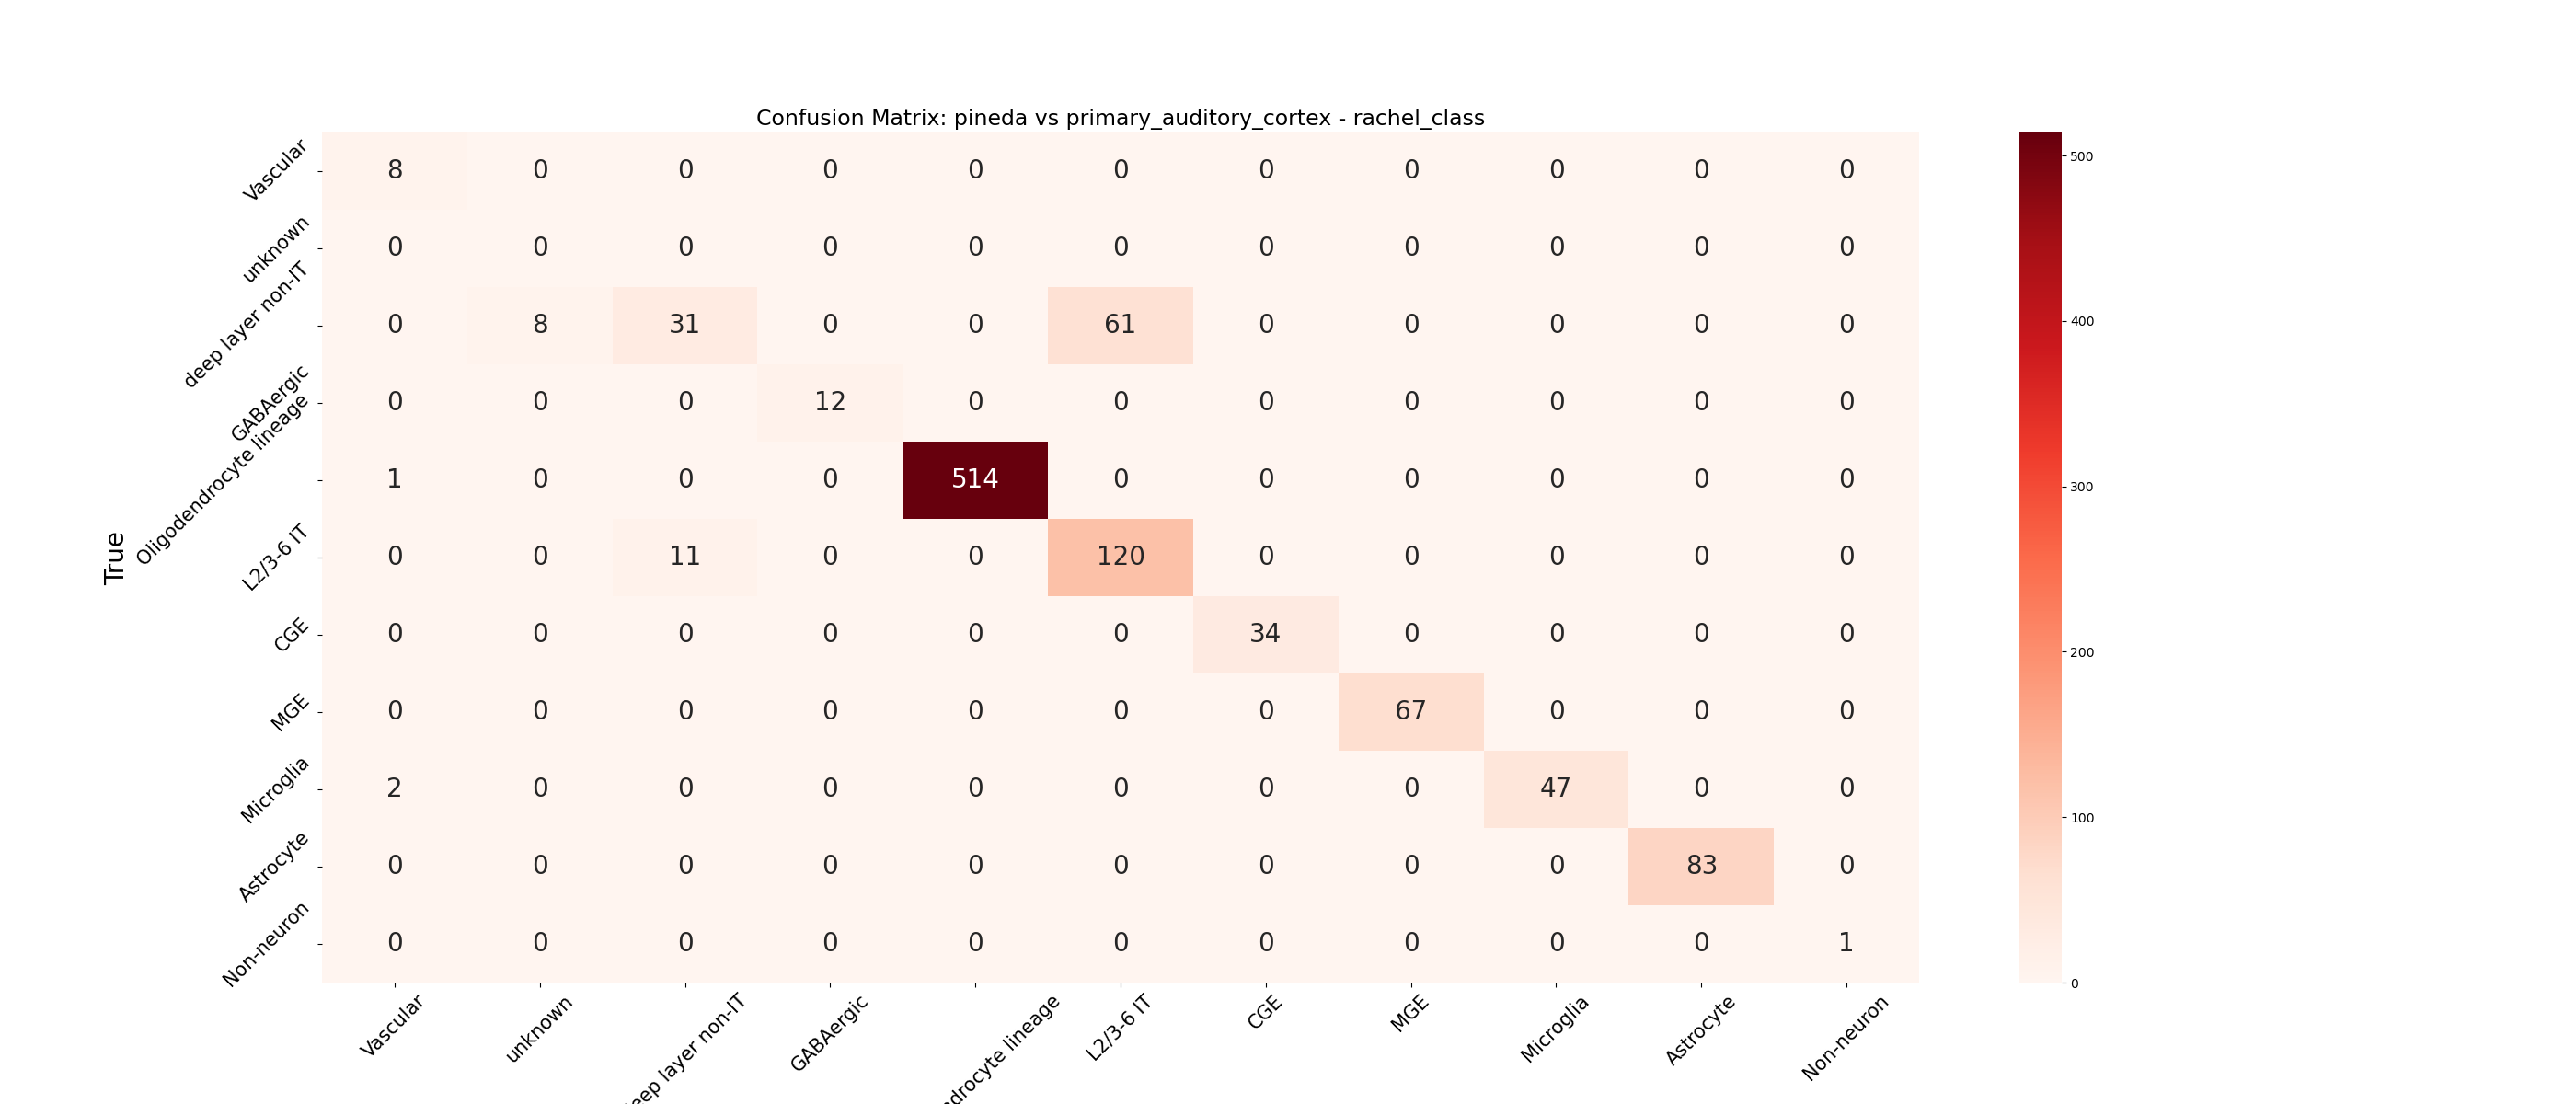 Confusion Matrix: pineda vs primary_auditory_cortex - rachel_class
True
Vascular 8 0 0 0 0 0 0 0 0 0 0
unknown 0 0 0 0 0 0 0 0 0 0 0
deep layer non-IT 0 8 31 0 0 61 0 0 0 0 0
GABAergic 0 0 0 12 0 0 0 0 0 0 0
Oligodendrocyte lineage 1 0 0 0 514 0 0 0 0 0 0
L2/3-6 IT 0 0 11 0 0 120 0 0 0 0 0
CGE 0 0 0 0 0 0 34 0 0 0 0
MGE 0 0 0 0 0 0 0 67 0 0 0
Microglia 2 0 0 0 0 0 0 0 47 0 0
Astrocyte 0 0 0 0 0 0 0 0 0 83 0
Non-neuron 0 0 0 0 0 0 0 0 0 0 1
Vascular unknown eep layer non-IT GABAergic ndrocyte lineage L2/3-6 IT CGE MGE Microglia Astrocyte Non-neuron
500
400
300
200
100
0